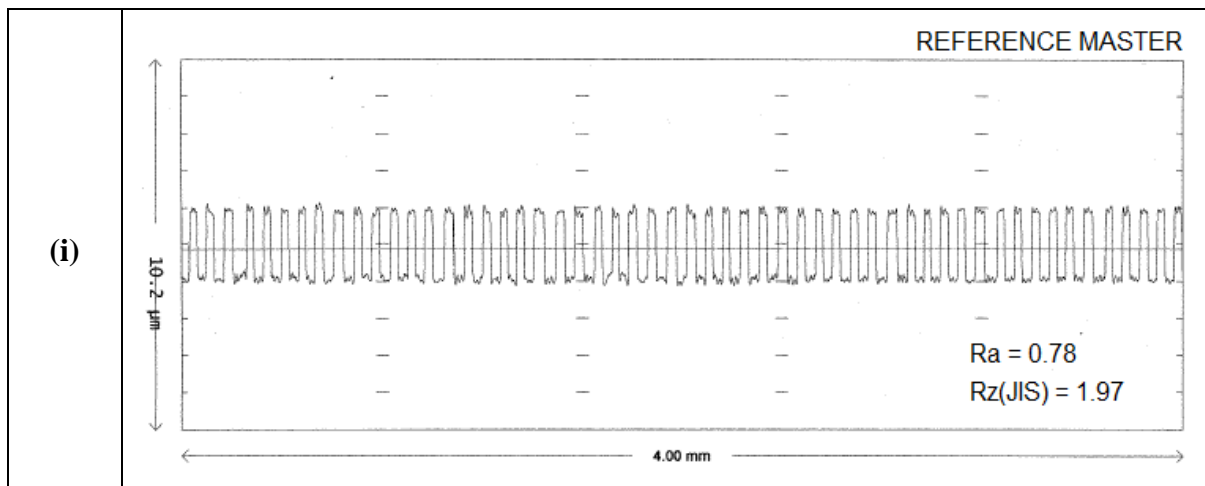 REFERENCE MASTER
(i)
10.2 µm
Ra = 0.78
Rz(JIS) = 1.97
4.00 mm